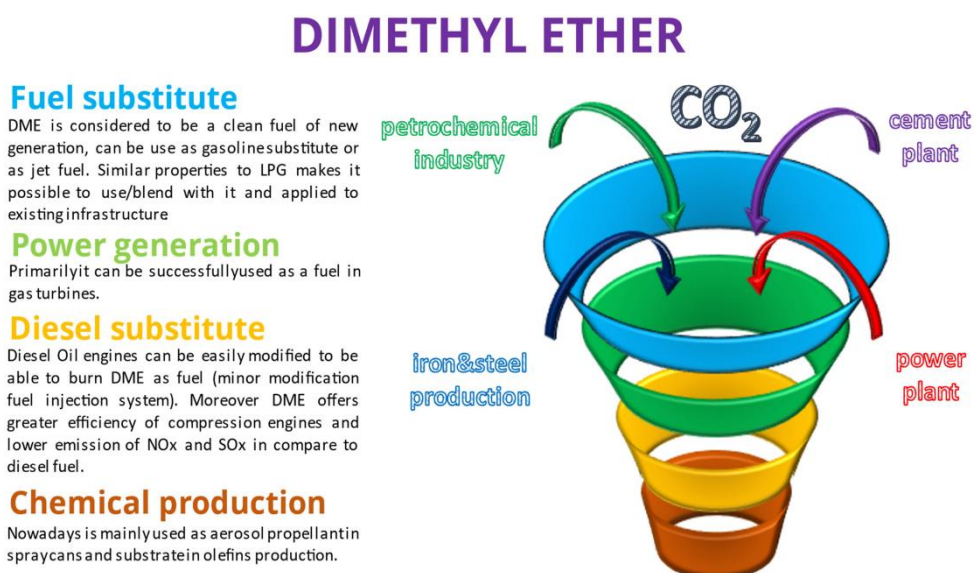 DIMETHYL ETHER
Fuel substitute
DME is considered to be a clean fuel of new
generation, can be use as gasoline substitute or
as jet fuel. Similar properties to LPG makes it
possible to use/blend with it and applied to
existing infrastructure
Power generation
Primarily it can be successfully used as a fuel in
gas turbines.
Diesel substitute
Diesel Oil engines can be easily modified to be
able to burn DME as fuel (minor modification
fuel injection system). Moreover DME offers
greater efficiency of compression engines and
lower emission of NOx and SOx in compare to
diesel fuel.
Chemical production
Nowadays is mainly used as aerosol propellant in
spray cans and substrate in olefins production.
CO₂
petrochemical
industry
cement
plant
iron&steel
production
power
plant